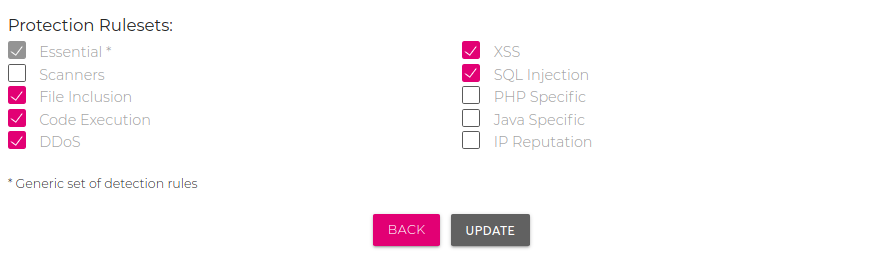 Protection Rulesets:
Essential *
Scanners
File Inclusion
Code Execution
DDoS
XSS
SQL Injection
PHP Specific
Java Specific
IP Reputation
* Generic set of detection rules
BACK
UPDATE